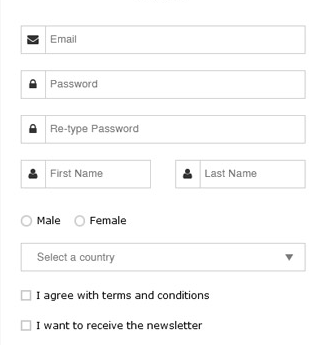 Email
Password
Re-type Password
First Name Last Name
Male Female
Select a country
I agree with terms and conditions
I want to receive the newsletter